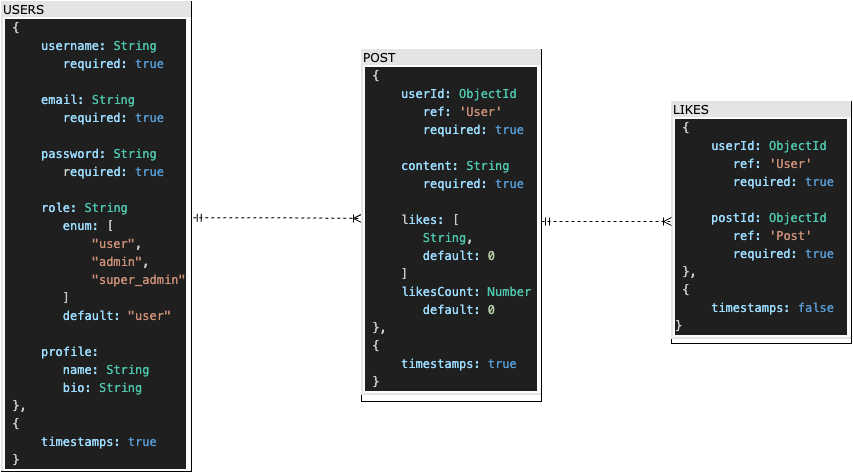 USERS
{
username: String
required: true
email: String
required: true
password: String
required: true
role: String
enum: [
"user",
"admin",
"super_admin"
]
default: "user"
profile:
name: String
bio: String
},
{
timestamps: true
}
POST
{
userId: ObjectId
ref: 'User'
required: true
content: String
required: true
likes: [
String,
default: 0
]
likesCount: Number
default: 0
},
{
timestamps: true
}
LIKES
{
userId: ObjectId
ref: 'User'
required: true
postId: ObjectId
ref: 'Post'
required: true
},
{
timestamps: false
}